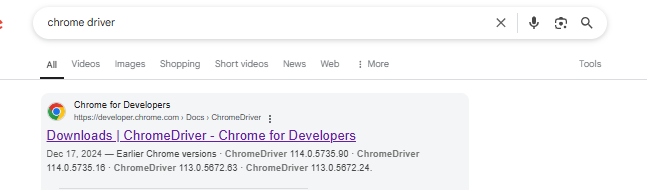 chrome driver
All Videos Images Shopping Short videos News Web More Tools
Chrome for Developers
https://developer.chrome.com › Docs › ChromeDriver
Downloads | ChromeDriver - Chrome for Developers
Dec 17, 2024 — Earlier Chrome versions · ChromeDriver 114.0.5735.90 · ChromeDriver
114.0.5735.16 · ChromeDriver 113.0.5672.63 · ChromeDriver 113.0.5672.24.